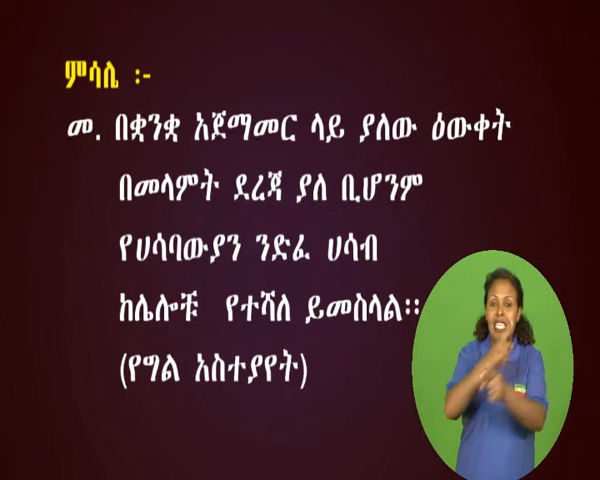 ምሳሌ ፡-
መ. በቋንቋ አጀማመር ላይ ያለው ዕውቀት
በመላምት ደረጃ ያለ ቢሆንም
የሀሳባውያን ንድፈ ሀሳብ
ከሌሎቹ የተሻለ ይመስላል፡፡
(የግል አስተያየት)